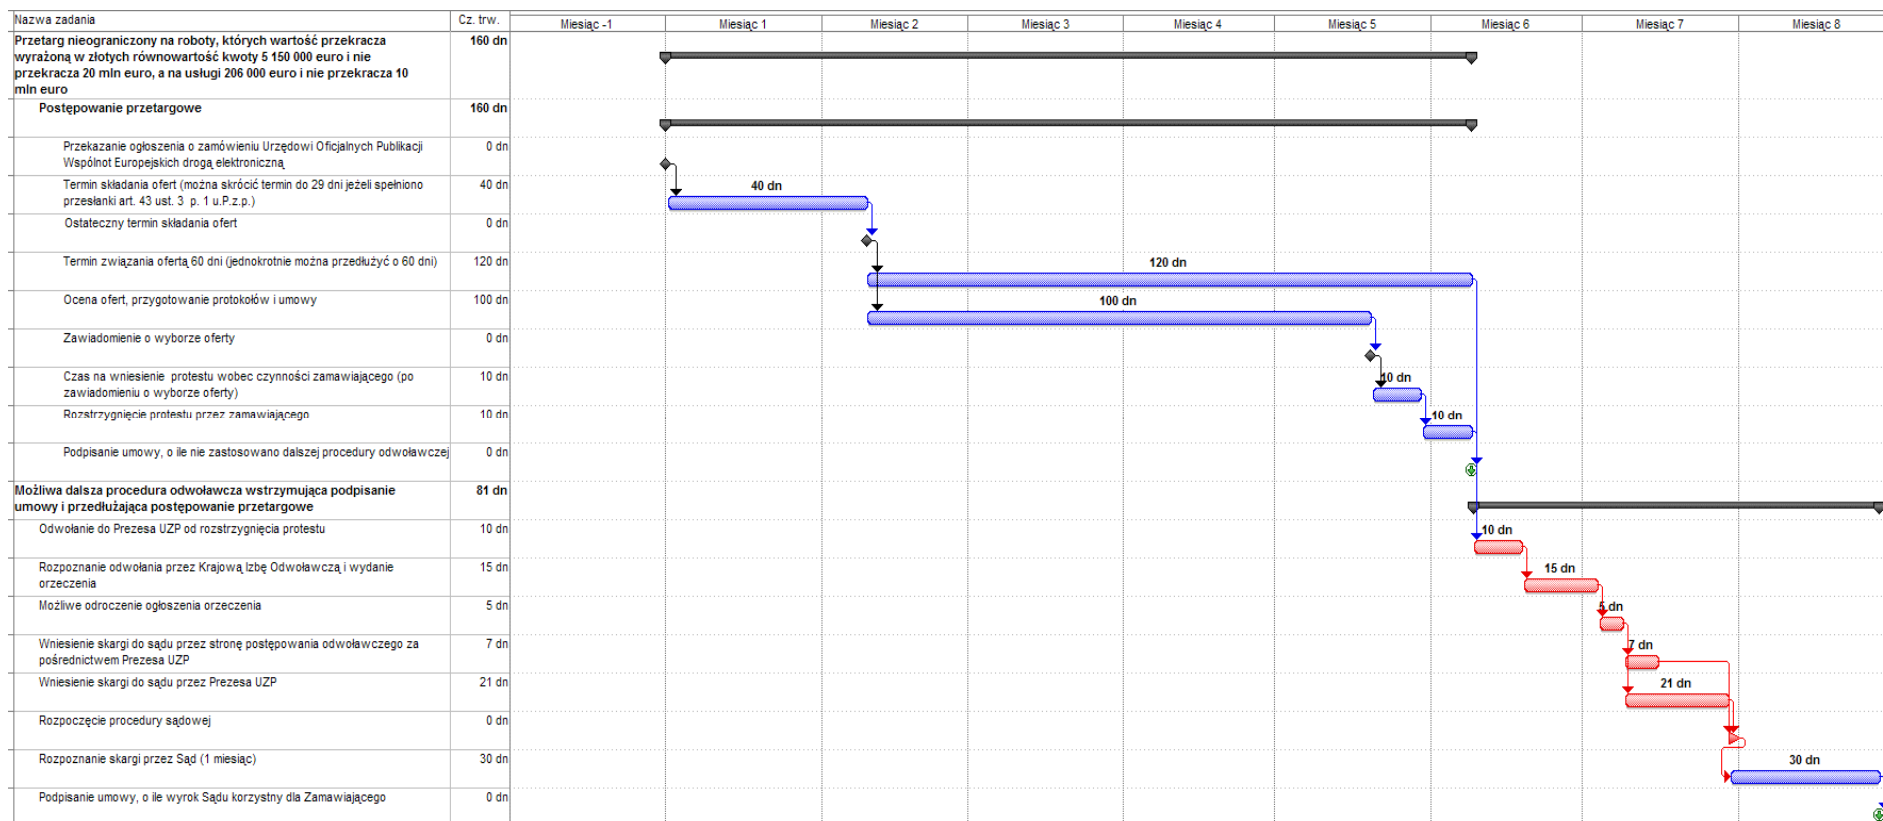 Nazwa zadania Cz. trw. Miesiąc -1 Miesiąc 1 Miesiąc 2 Miesiąc 3 Miesiąc 4 Miesiąc 5 Miesiąc 6 Miesiąc 7 Miesiąc 8
Przetarg nieograniczony na roboty, których wartość przekracza 160 dn
wyrażoną w złotych równowartość kwoty 5 150 000 euro i nie
przekracza 20 mln euro, a na usługi 206 000 euro i nie przekracza 10
mln euro
Postępowanie przetargowe 160 dn
Przekazanie ogłoszenia o zamówieniu Urzędowi Oficjalnych Publikacji 0 dn
Wspólnot Europejskich drogą elektroniczną
Termin składania ofert (można skrócić termin do 29 dni jeżeli spełniono 40 dn
przesłanki art. 43 ust. 3 p. 1 u.P.z.p.)
40 dn
Ostateczny termin składania ofert 0 dn
Termin związania ofertą 60 dni (jednokrotnie można przedłużyć o 60 dni) 120 dn
120 dn
Ocena ofert, przygotowanie protokołów i umowy 100 dn
100 dn
Zawiadomienie o wyborze oferty 0 dn
Czas na wniesienie protestu wobec czynności zamawiającego (po 10 dn
zawiadomieniu o wyborze oferty)
10 dn
Rozstrzygnięcie protestu przez zamawiającego 10 dn
10 dn
Podpisanie umowy, o ile nie zastosowano dalszej procedury odwoławczej 0 dn
Możliwa dalsza procedura odwoławcza wstrzymująca podpisanie 81 dn
umowy i przedłużająca postępowanie przetargowe
Odwołanie do Prezesa UZP od rozstrzygnięcia protestu 10 dn
10 dn
Rozpoznanie odwołania przez Krajową Izbę Odwoławczą i wydanie 15 dn
orzeczenia
15 dn
Możliwe odroczenie ogłoszenia orzeczenia 5 dn
5 dn
Wniesienie skargi do sądu przez stronę postępowania odwoławczego za 7 dn
pośrednictwem Prezesa UZP
7 dn
Wniesienie skargi do sądu przez Prezesa UZP 21 dn
21 dn
Rozpoczęcie procedury sądowej 0 dn
Rozpoznanie skargi przez Sąd (1 miesiąc) 30 dn
30 dn
Podpisanie umowy, o ile wyrok Sądu korzystny dla Zamawiającego 0 dn